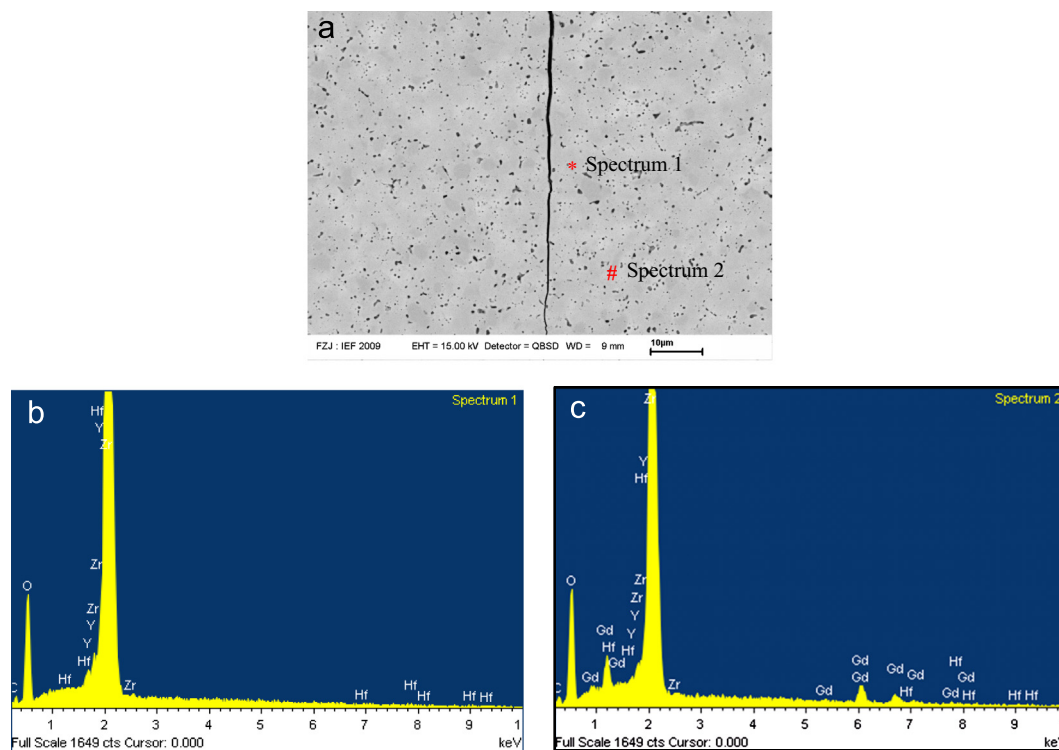 a
* Spectrum 1
# Spectrum 2
FZJ : IEF 2009 EHT = 15.00 kV Detector = QBSD WD = 9 mm 10µm
b
Spectrum 1
Hf
Y
Zr
Zr
O
Zr
Y
Y
Hf
Hf
Zr
Hf
Hf
Hf
Hf
Hf
C
1 2 3 4 5 6 7 8 9 1
Full Scale 1649 cts Cursor: 0.000 keV
c
Spectrum 2
Zr
Y
Hf
O
Zr
Zr
Y
Y
Gd
Hf
Hf
Gd
Gd
Zr
Gd
Gd
Gd
Gd
Gd
Hf
Hf
Gd
Gd
Hf
Hf
Hf
C
1 2 3 4 5 6 7 8 9
Full Scale 1649 cts Cursor: 0.000 ke